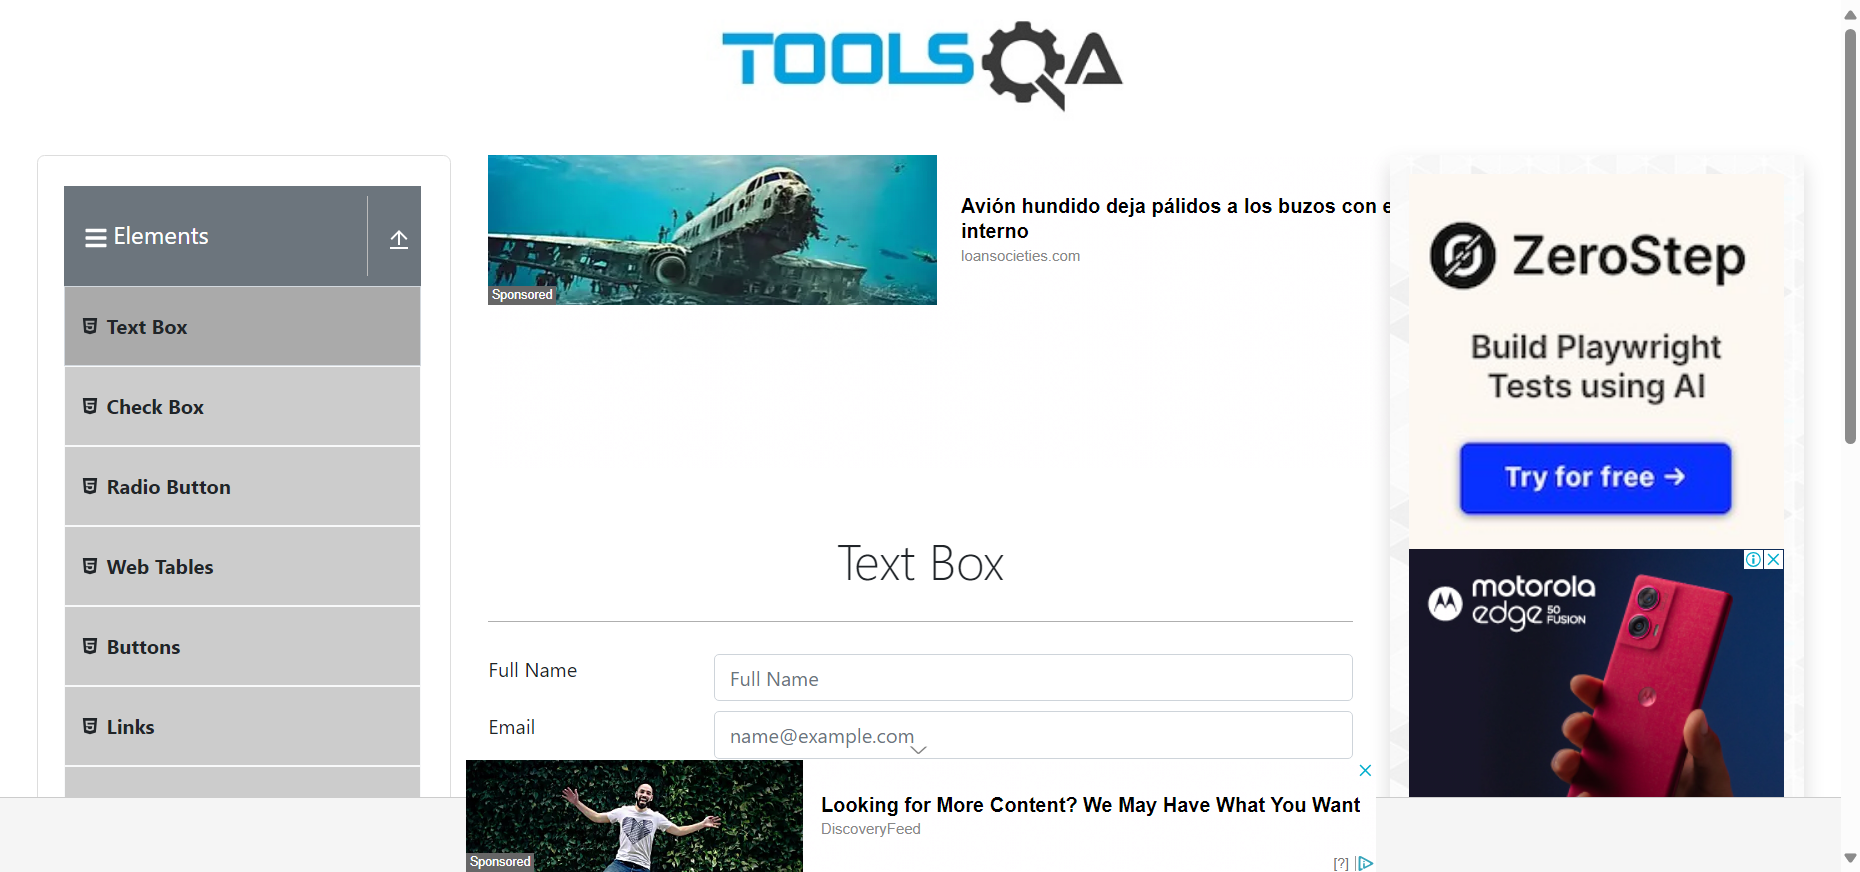 TOOLSQA
Elements
Text Box
Check Box
Radio Button
Web Tables
Buttons
Links
Avión hundido deja pálidos a los buzos con e
interno
loansocieties.com
Sponsored
Text Box
Full Name
Full Name
Email
name@example.com
ZeroStep
Build Playwright
Tests using AI
Try for free →
motorola
edge 50 FUSION
Looking for More Content? We May Have What You Want
DiscoveryFeed
Sponsored
[?]